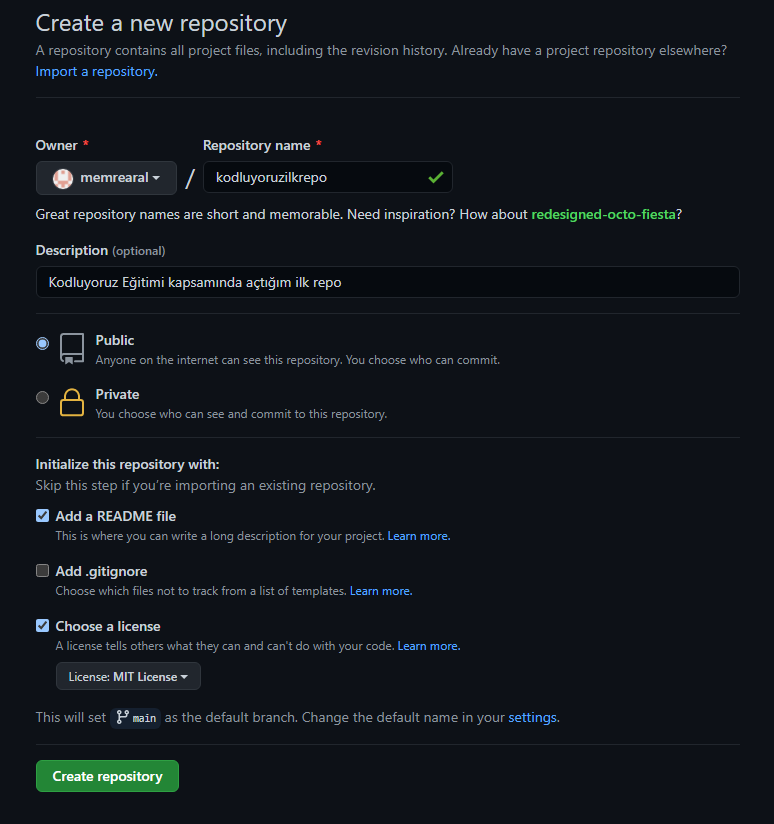 Create a new repository
A repository contains all project files, including the revision history. Already have a project repository elsewhere?
Import a repository.
Owner * Repository name *
memrearal / kodluyoruzilkrepo
Great repository names are short and memorable. Need inspiration? How about redesigned-octo-fiesta?
Description (optional)
Kodluyoruz Eğitimi kapsamında açtığım ilk repo
Public
Anyone on the internet can see this repository. You choose who can commit.
Private
You choose who can see and commit to this repository.
Initialize this repository with:
Skip this step if you’re importing an existing repository.
Add a README file
This is where you can write a long description for your project. Learn more.
Add .gitignore
Choose which files not to track from a list of templates. Learn more.
Choose a license
A license tells others what they can and can't do with your code. Learn more.
License: MIT License
This will set main as the default branch. Change the default name in your settings.
Create repository